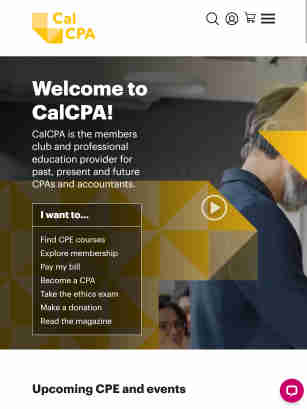 Cal
CPA
Welcome to
CalCPA!
CalCPA is the members
club and professional
education provider for
past, present and future
CPAs and accountants.
I want to...
Find CPE courses
Explore membership
Pay my bill
Become a CPA
Take the ethics exam
Make a donation
Read the magazine
Upcoming CPE and events